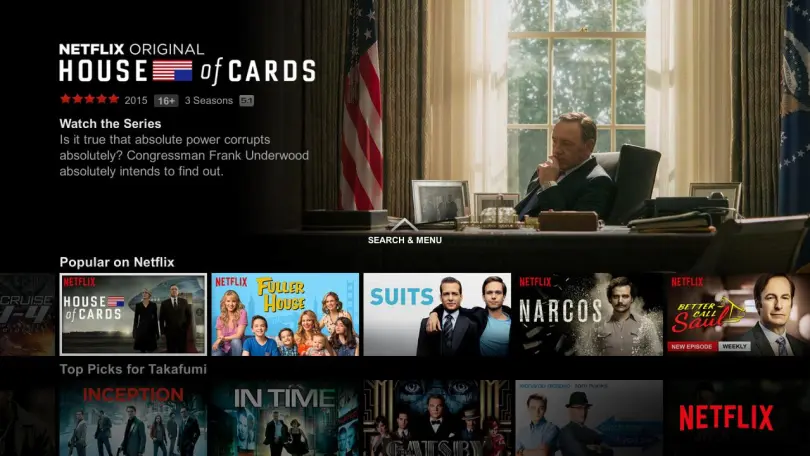 NETFLIX ORIGINAL
HOUSE of CARDS
2015 16+ 3 Seasons 5.1
Watch the Series
Is it true that absolute power corrupts
absolutely? Congressman Frank Underwood
absolutely intends to find out.
SEARCH & MENU
Popular on Netflix
CRUISE
NETFLIX
HOUSE of CARDS
NETFLIX
FULLER HOUSE
SUITS
NETFLIX
NARCOS
NETFLIX
BETTER CALL Saul
NEW EPISODE WEEKLY
Top Picks for Takafumi
INCEPTION
IN TIME
GATSBY
NETFLIX